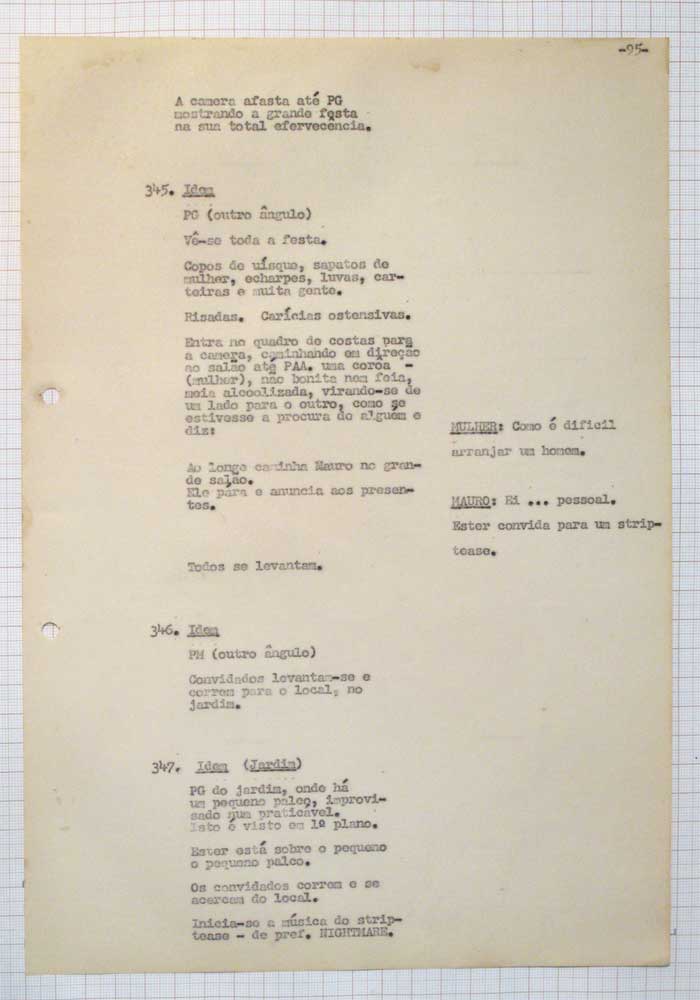 -95-
A camera afasta até PG
mostrando a grande festa
na sua total efervecencia.
345. Idem
PG (outro ângulo)
Vê-se toda a festa.
Copos de uísque, sapatos de
mulher, echarpes, luvas, car-
teiras e muita gente.
Risadas. Carícias ostensivas.
Entra no quadro de costas para
a camera, caminhando em direção
ao salão até PAA. uma coroa -
(mulher), não bonita nem feia,
meia alcoolizada, virando-se de
um lado para o outro, como se
estivesse a procura de alguém e
diz:
MULHER: Como é dificil
arranjar um homem.
Ao longe caminha Mauro no gran-
de salão.
Ele para e anuncia aos presen-
tes.
MAURO: Ei ... pessoal.
Ester convida para um strip-
tease.
Todos se levantam.
346. Idem
PM (outro ângulo)
Convidados levantam-se e
correm para o local, no
jardim.
347. Idem (Jardim)
PG do jardim, onde há
um pequeno palco, improvi-
sado num praticável.
Isto é visto em 1º plano.
Ester está sobre o pequeno
o pequeno palco.
Os convidados correm e se
acercam do local.
Inicia-se a música do strip-
tease - de pref. NIGHTMARE.